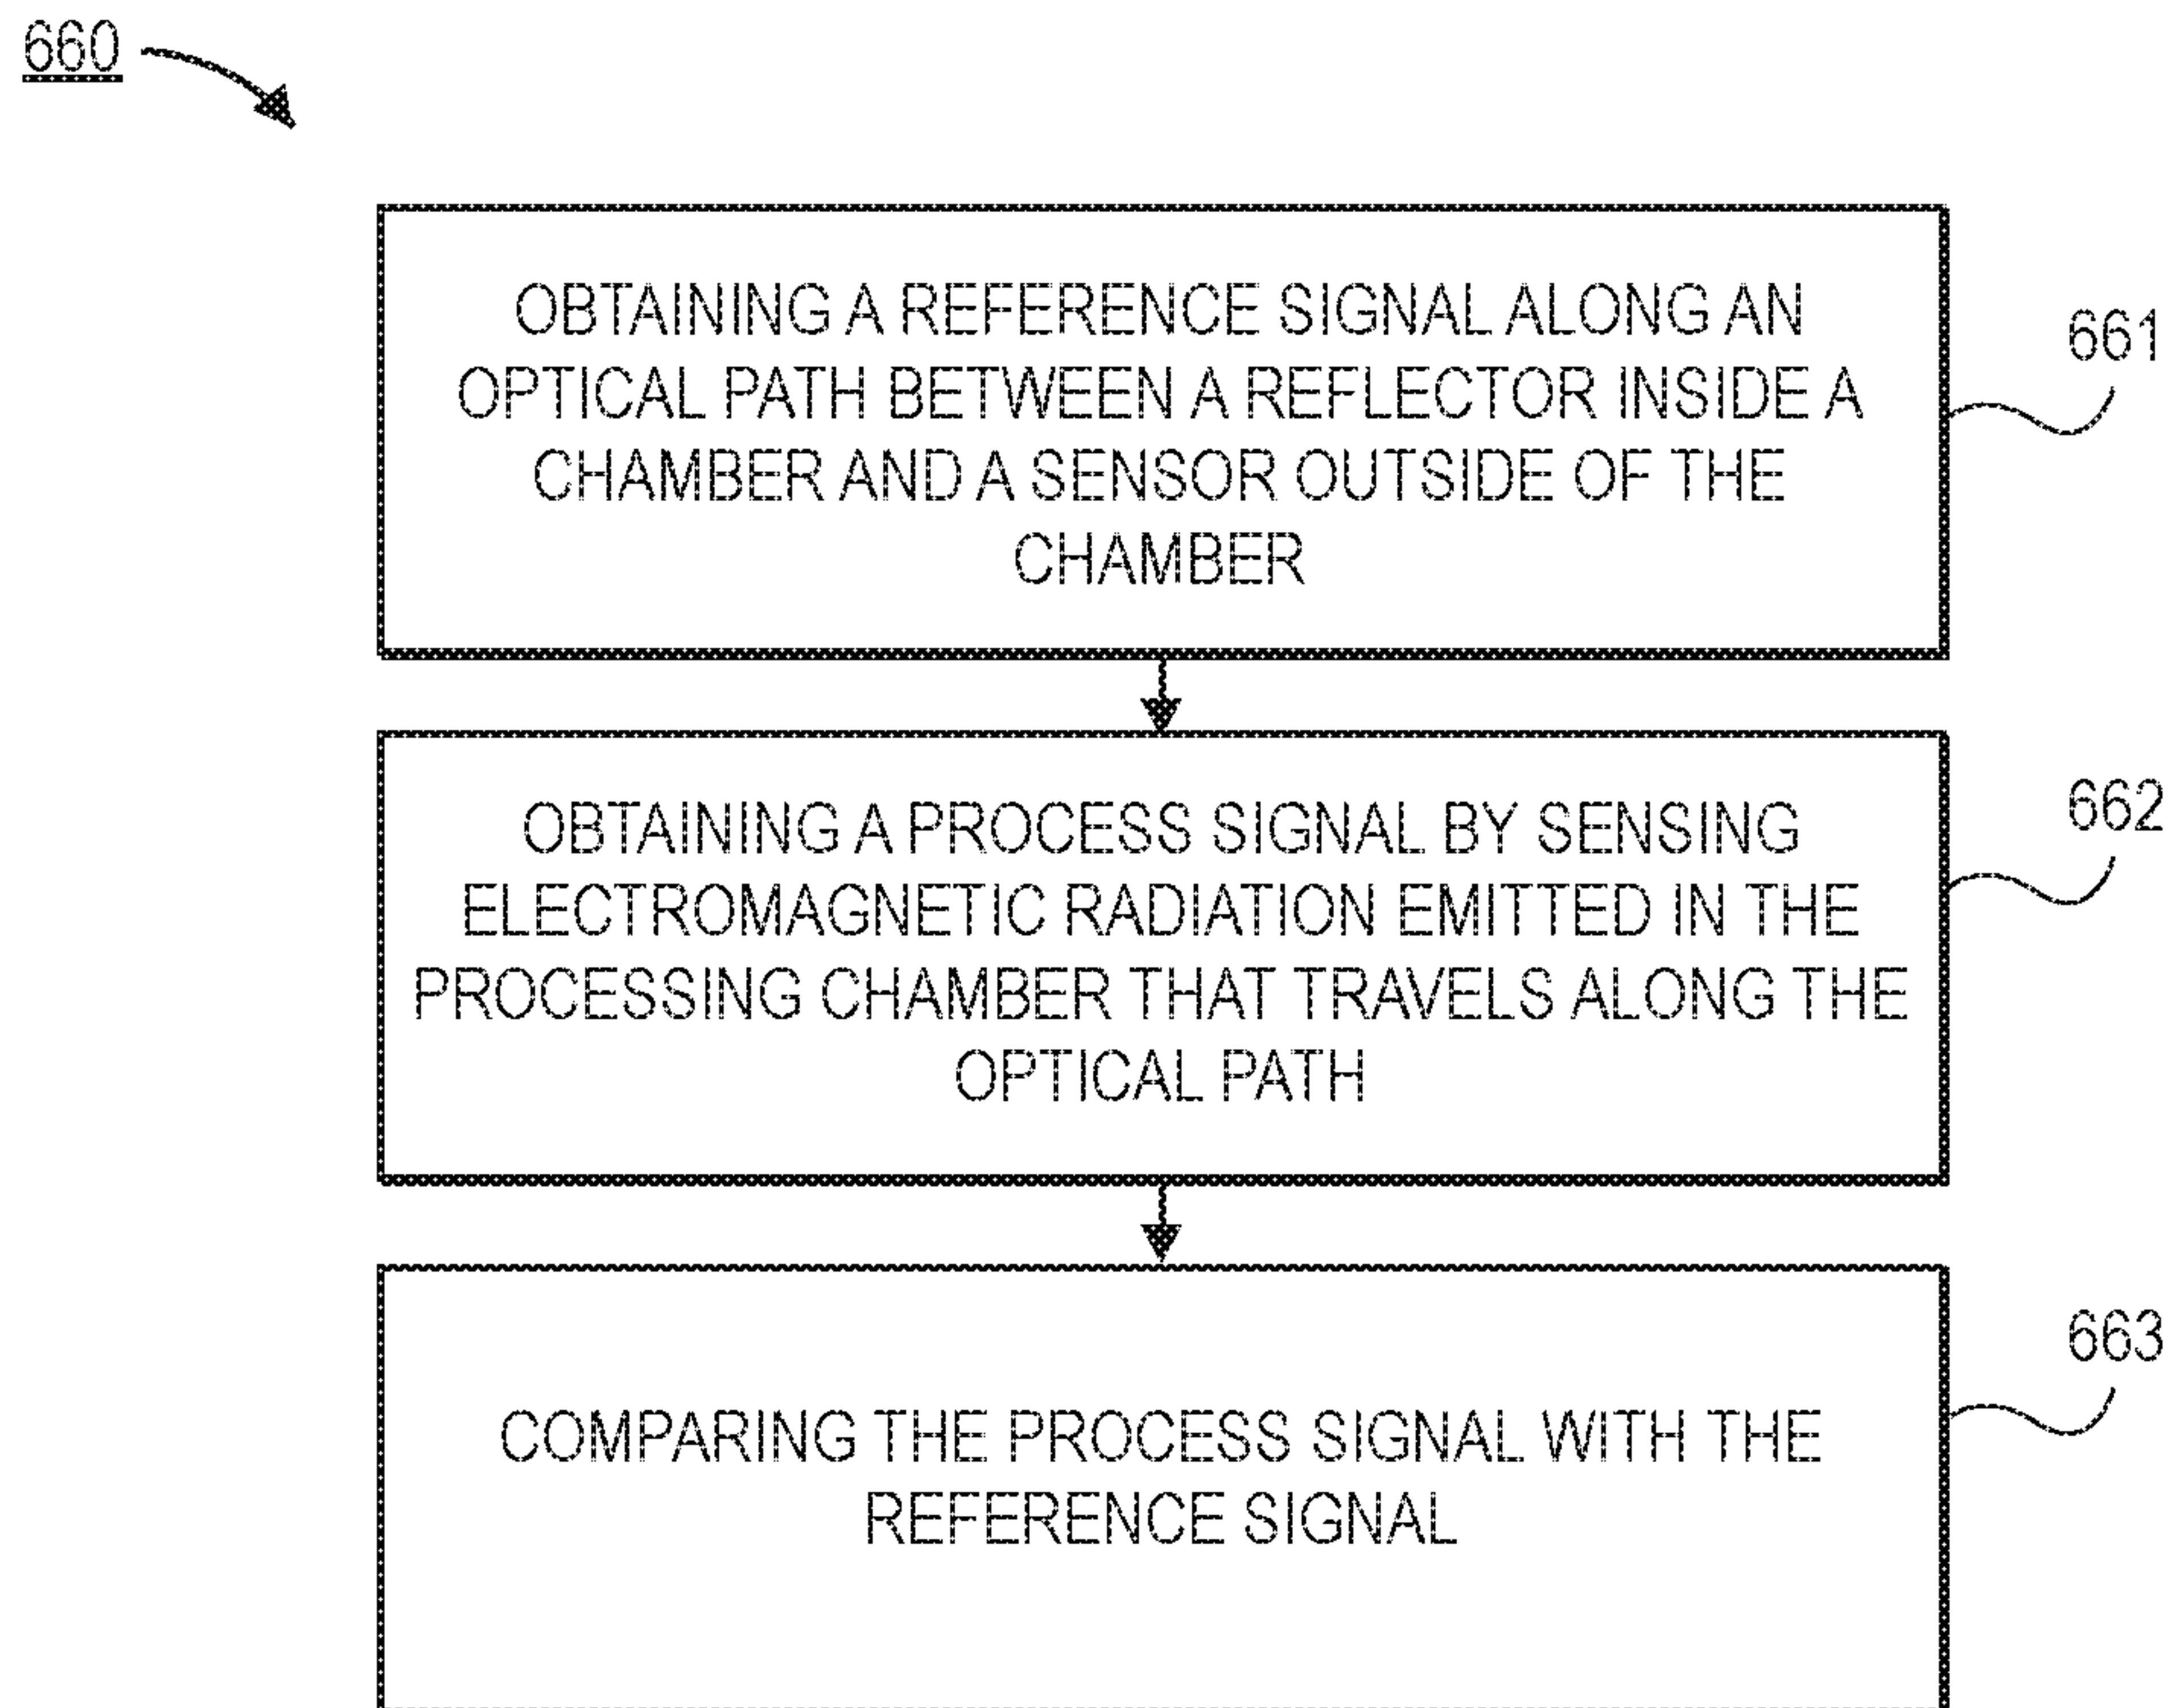 660
OBTAINING A REFERENCE SIGNAL ALONG AN
OPTICAL PATH BETWEEN A REFLECTOR INSIDE A
CHAMBER AND A SENSOR OUTSIDE OF THE
CHAMBER
661
OBTAINING A PROCESS SIGNAL BY SENSING
ELECTROMAGNETIC RADIATION EMITTED IN THE
PROCESSING CHAMBER THAT TRAVELS ALONG THE
OPTICAL PATH
662
COMPARING THE PROCESS SIGNAL WITH THE
REFERENCE SIGNAL
663